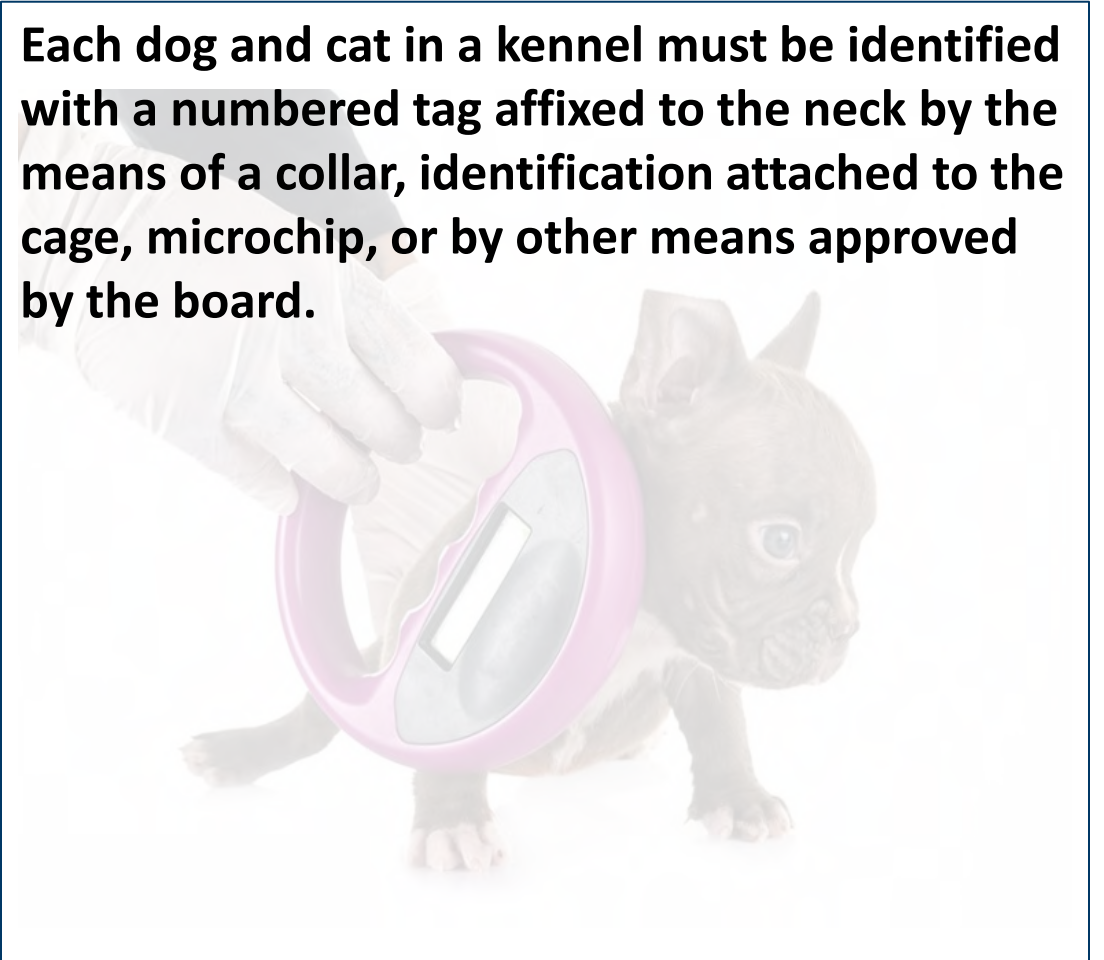 Each dog and cat in a kennel must be identified
with a numbered tag affixed to the neck by the
means of a collar, identification attached to the
cage, microchip, or by other means approved
by the board.